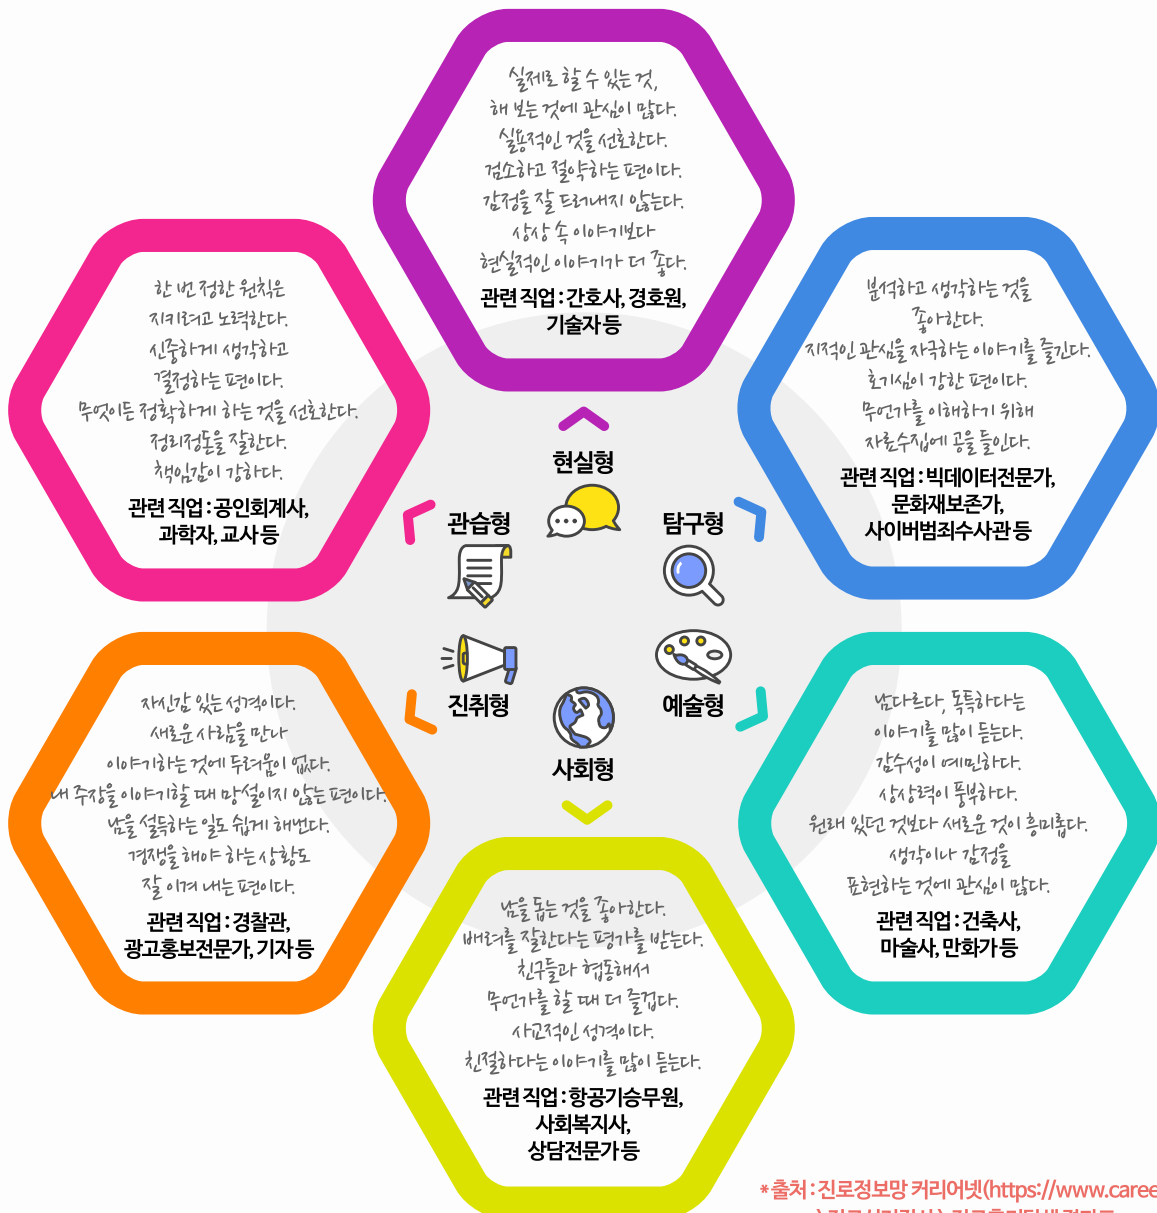 실제로 할 수 있는 것,
해 보는 것에 관심이 많다.
실용적인 것을 선호한다.
검소하고 절약하는 편이다.
감정을 잘 드러내지 않는다.
상상 속 이야기보다
현실적인 이야기가 더 좋다.
관련 직업 : 간호사, 경호원,
기술자 등
한 번 정한 원칙은
지키려고 노력한다.
신중하게 생각하고
결정하는 편이다.
무엇이든 정확하게 하는 것을 선호한다.
정리정돈을 잘한다.
책임감이 강하다.
관련 직업 : 공인회계사,
과학자, 교사 등
분석하고 생각하는 것을
좋아한다.
지적인 관심을 자극하는 이야기를 즐긴다.
호기심이 강한 편이다.
무언가를 이해하기 위해
자료수집에 공을 들인다.
관련 직업 : 빅데이터전문가,
문화재보존가,
사이버범죄수사관 등
현실형
관습형
탐구형
진취형
예술형
사회형
자신감 있는 성격이다.
새로운 사람을 만나
이야기하는 것에 두려움이 없다.
내 주장을 이야기할 때 망설이지 않는 편이다.
남을 설득하는 일도 쉽게 해낸다.
경쟁을 해야 하는 상황도
잘 이겨 내는 편이다.
관련 직업 : 경찰관,
광고홍보전문가, 기자 등
남다르다, 독특하다는
이야기를 많이 듣는다.
감수성이 예민하다.
상상력이 풍부하다.
원래 있던 것보다 새로운 것이 흥미롭다.
생각이나 감정을
표현하는 것에 관심이 많다.
관련 직업 : 건축사,
마술사, 만화가 등
남을 돕는 것을 좋아한다.
배려를 잘한다는 평가를 받는다.
친구들과 협동해서
무언가를 할 때 더 즐겁다.
사교적인 성격이다.
친절하다는 이야기를 많이 듣는다.
관련 직업 : 항공기승무원,
사회복지사,
상담전문가 등
* 출처 : 진로정보망 커리어넷(https://www.caree